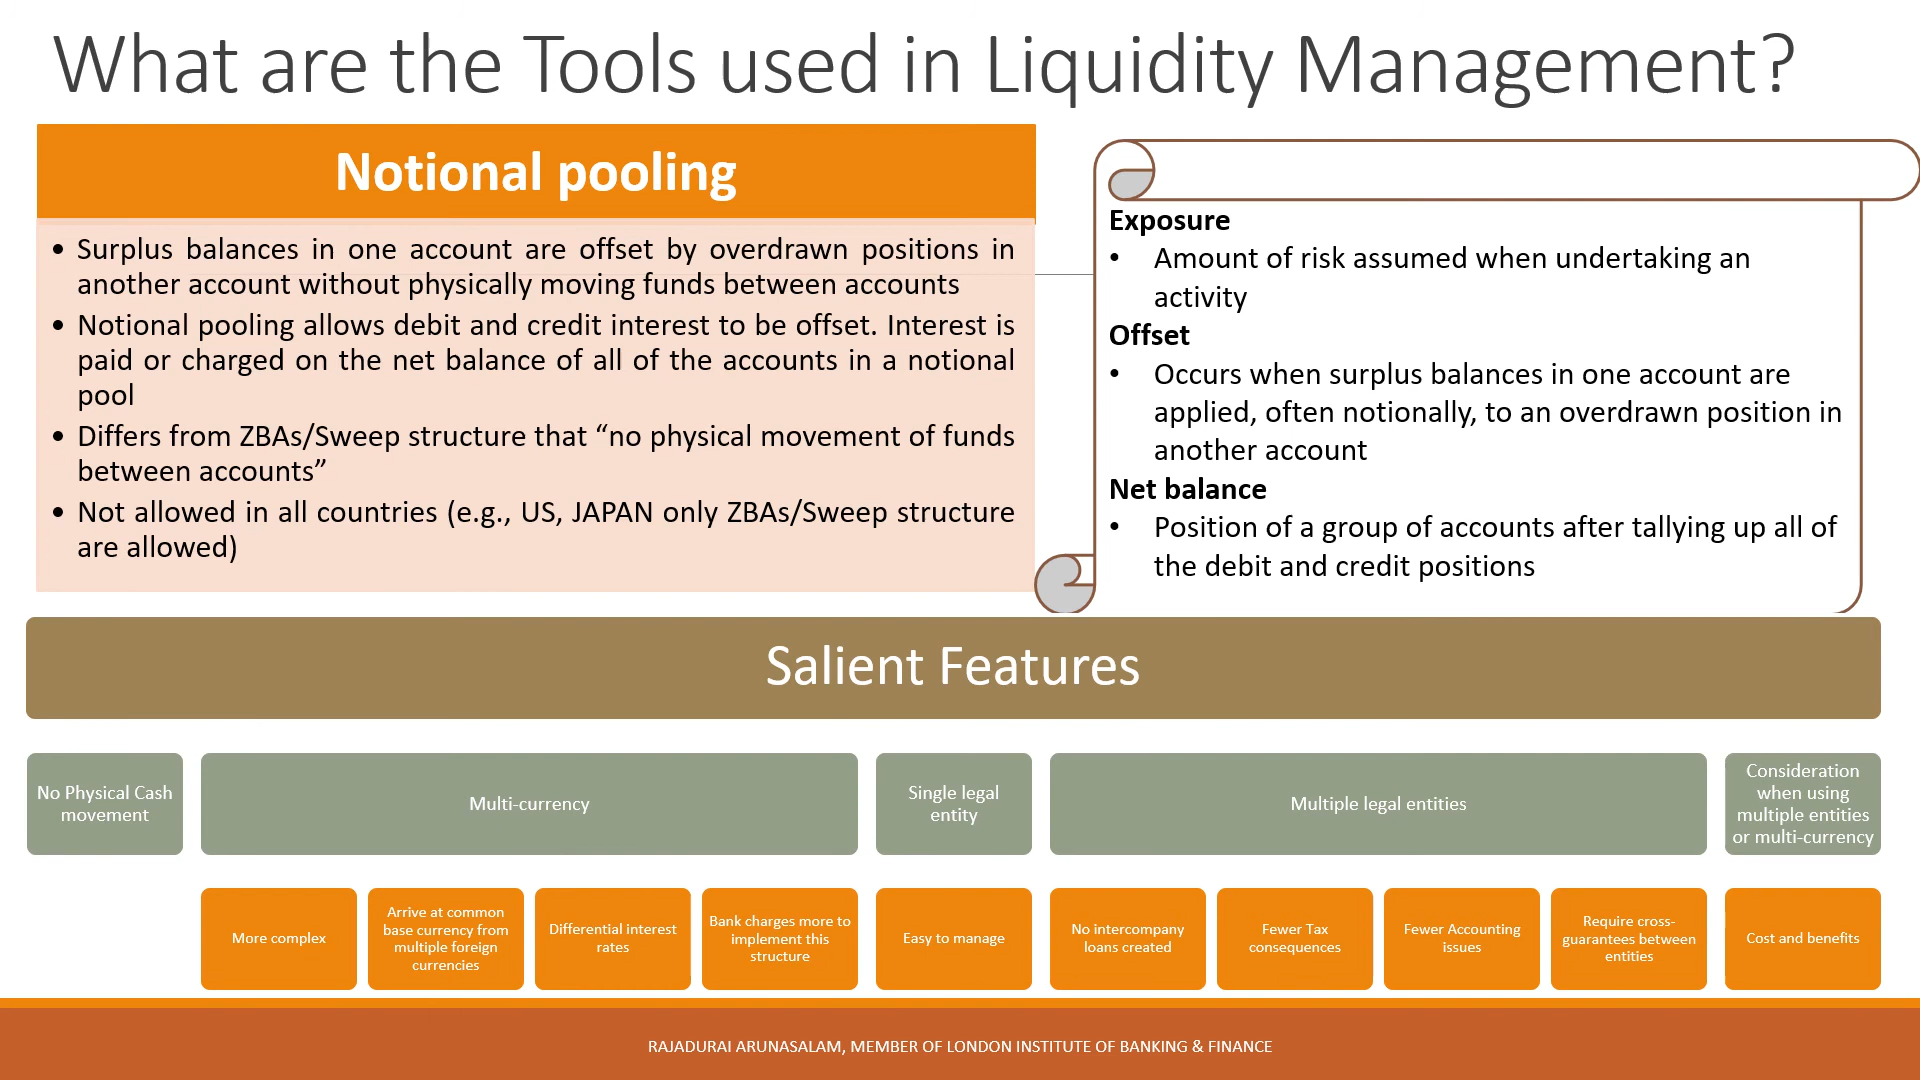 What are the Tools used in Liquidity Management?
Notional pooling
• Surplus balances in one account are offset by overdrawn positions in
another account without physically moving funds between accounts
• Notional pooling allows debit and credit interest to be offset. Interest is
paid or charged on the net balance of all of the accounts in a notional
pool
• Differs from ZBAs/Sweep structure that “no physical movement of funds
between accounts”
• Not allowed in all countries (e.g., US, JAPAN only ZBAs/Sweep structure
are allowed)
Exposure
• Amount of risk assumed when undertaking an
activity
Offset
• Occurs when surplus balances in one account are
applied, often notionally, to an overdrawn position in
another account
Net balance
• Position of a group of accounts after tallying up all of
the debit and credit positions
Salient Features
No Physical Cash
movement
Multi-currency
Single legal
entity
Multiple legal entities
Consideration
when using
multiple entities
or multi-currency
More complex
Arrive at common
base currency from
multiple foreign
currencies
Differential interest
rates
Bank charges more to
implement this
structure
Easy to manage
No intercompany
loans created
Fewer Tax
consequences
Fewer Accounting
issues
Require cross-
guarantees between
entities
Cost and benefits
RAJADURAI ARUNASALAM, MEMBER OF LONDON INSTITUTE OF BANKING & FINANCE